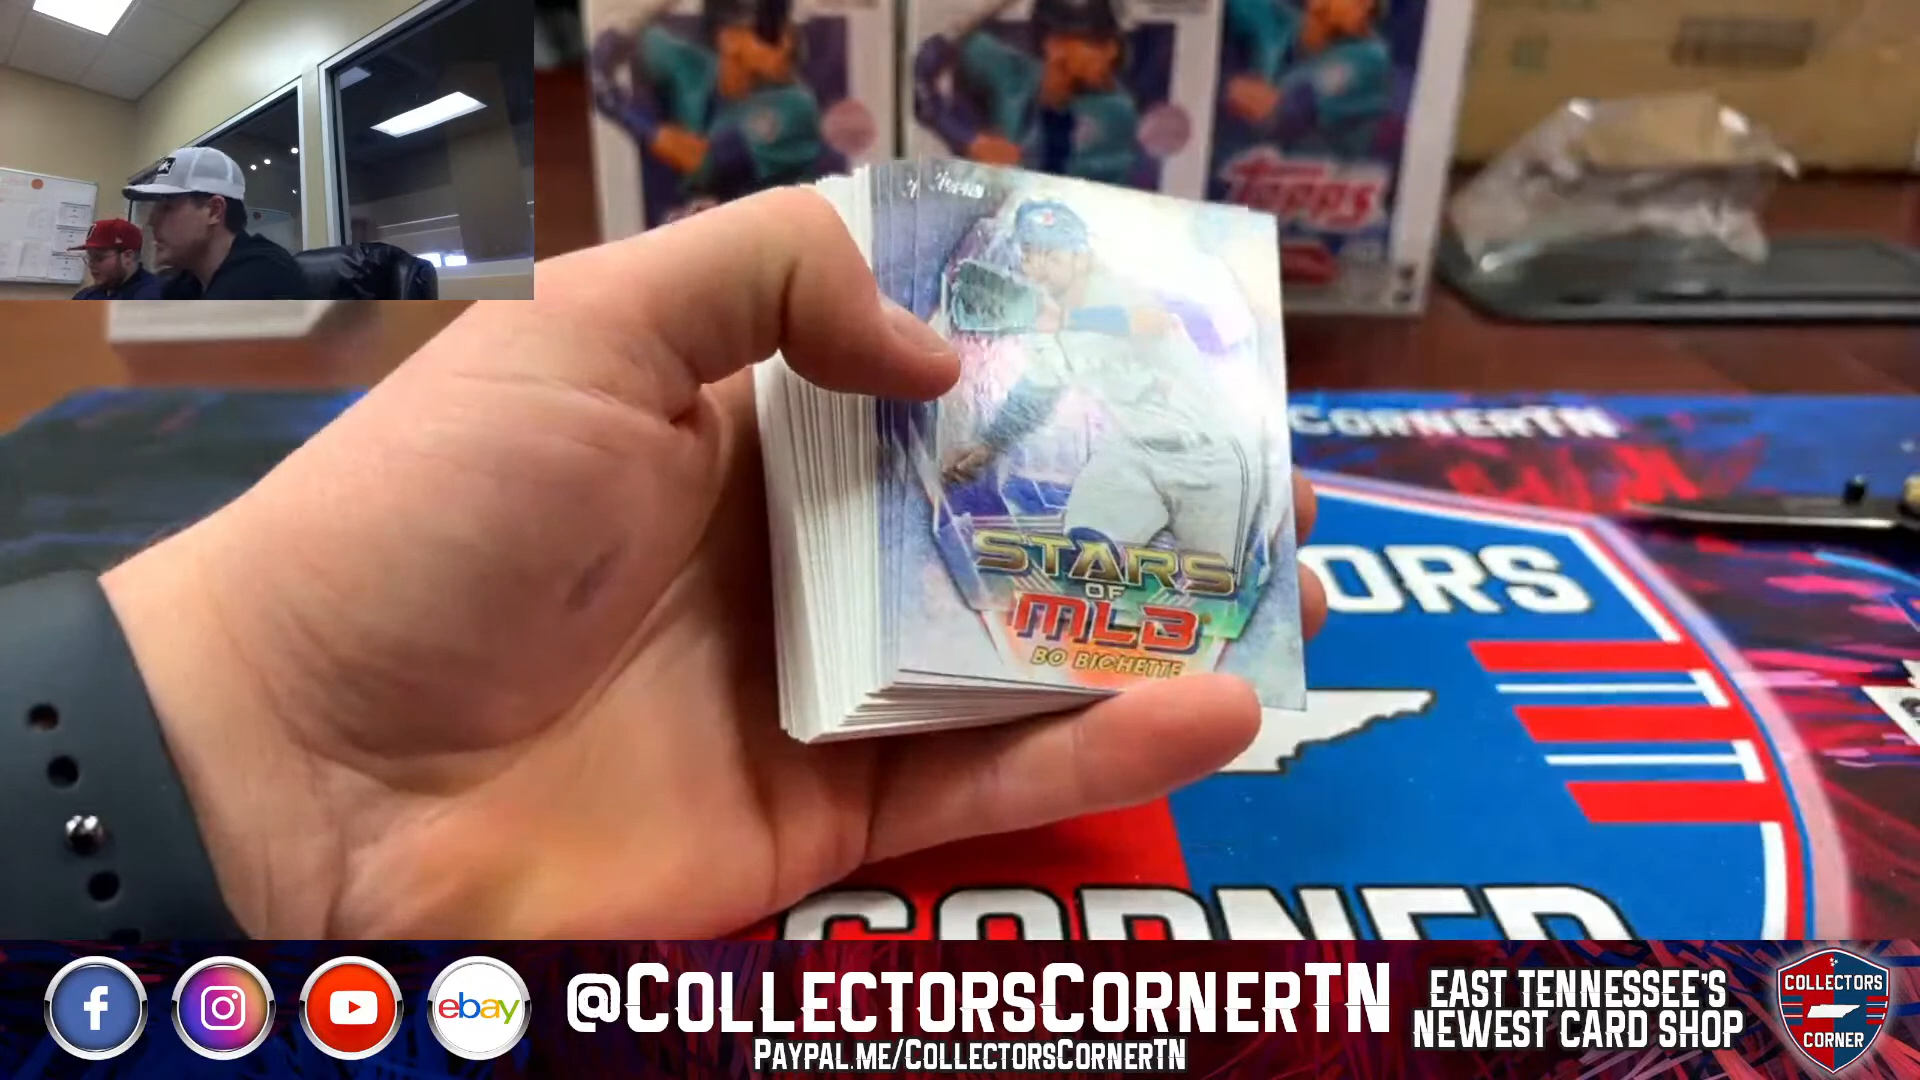 Topps
CORNERTN
STARS
OF
MLB
BO BICHETTE
ORS
CORNER
ebay
@COLLECTORSCORNERTN
PAYPAL.ME/COLLECTORSCORNERTN
EAST TENNESSEE'S
NEWEST CARD SHOP
COLLECTORS
CORNER